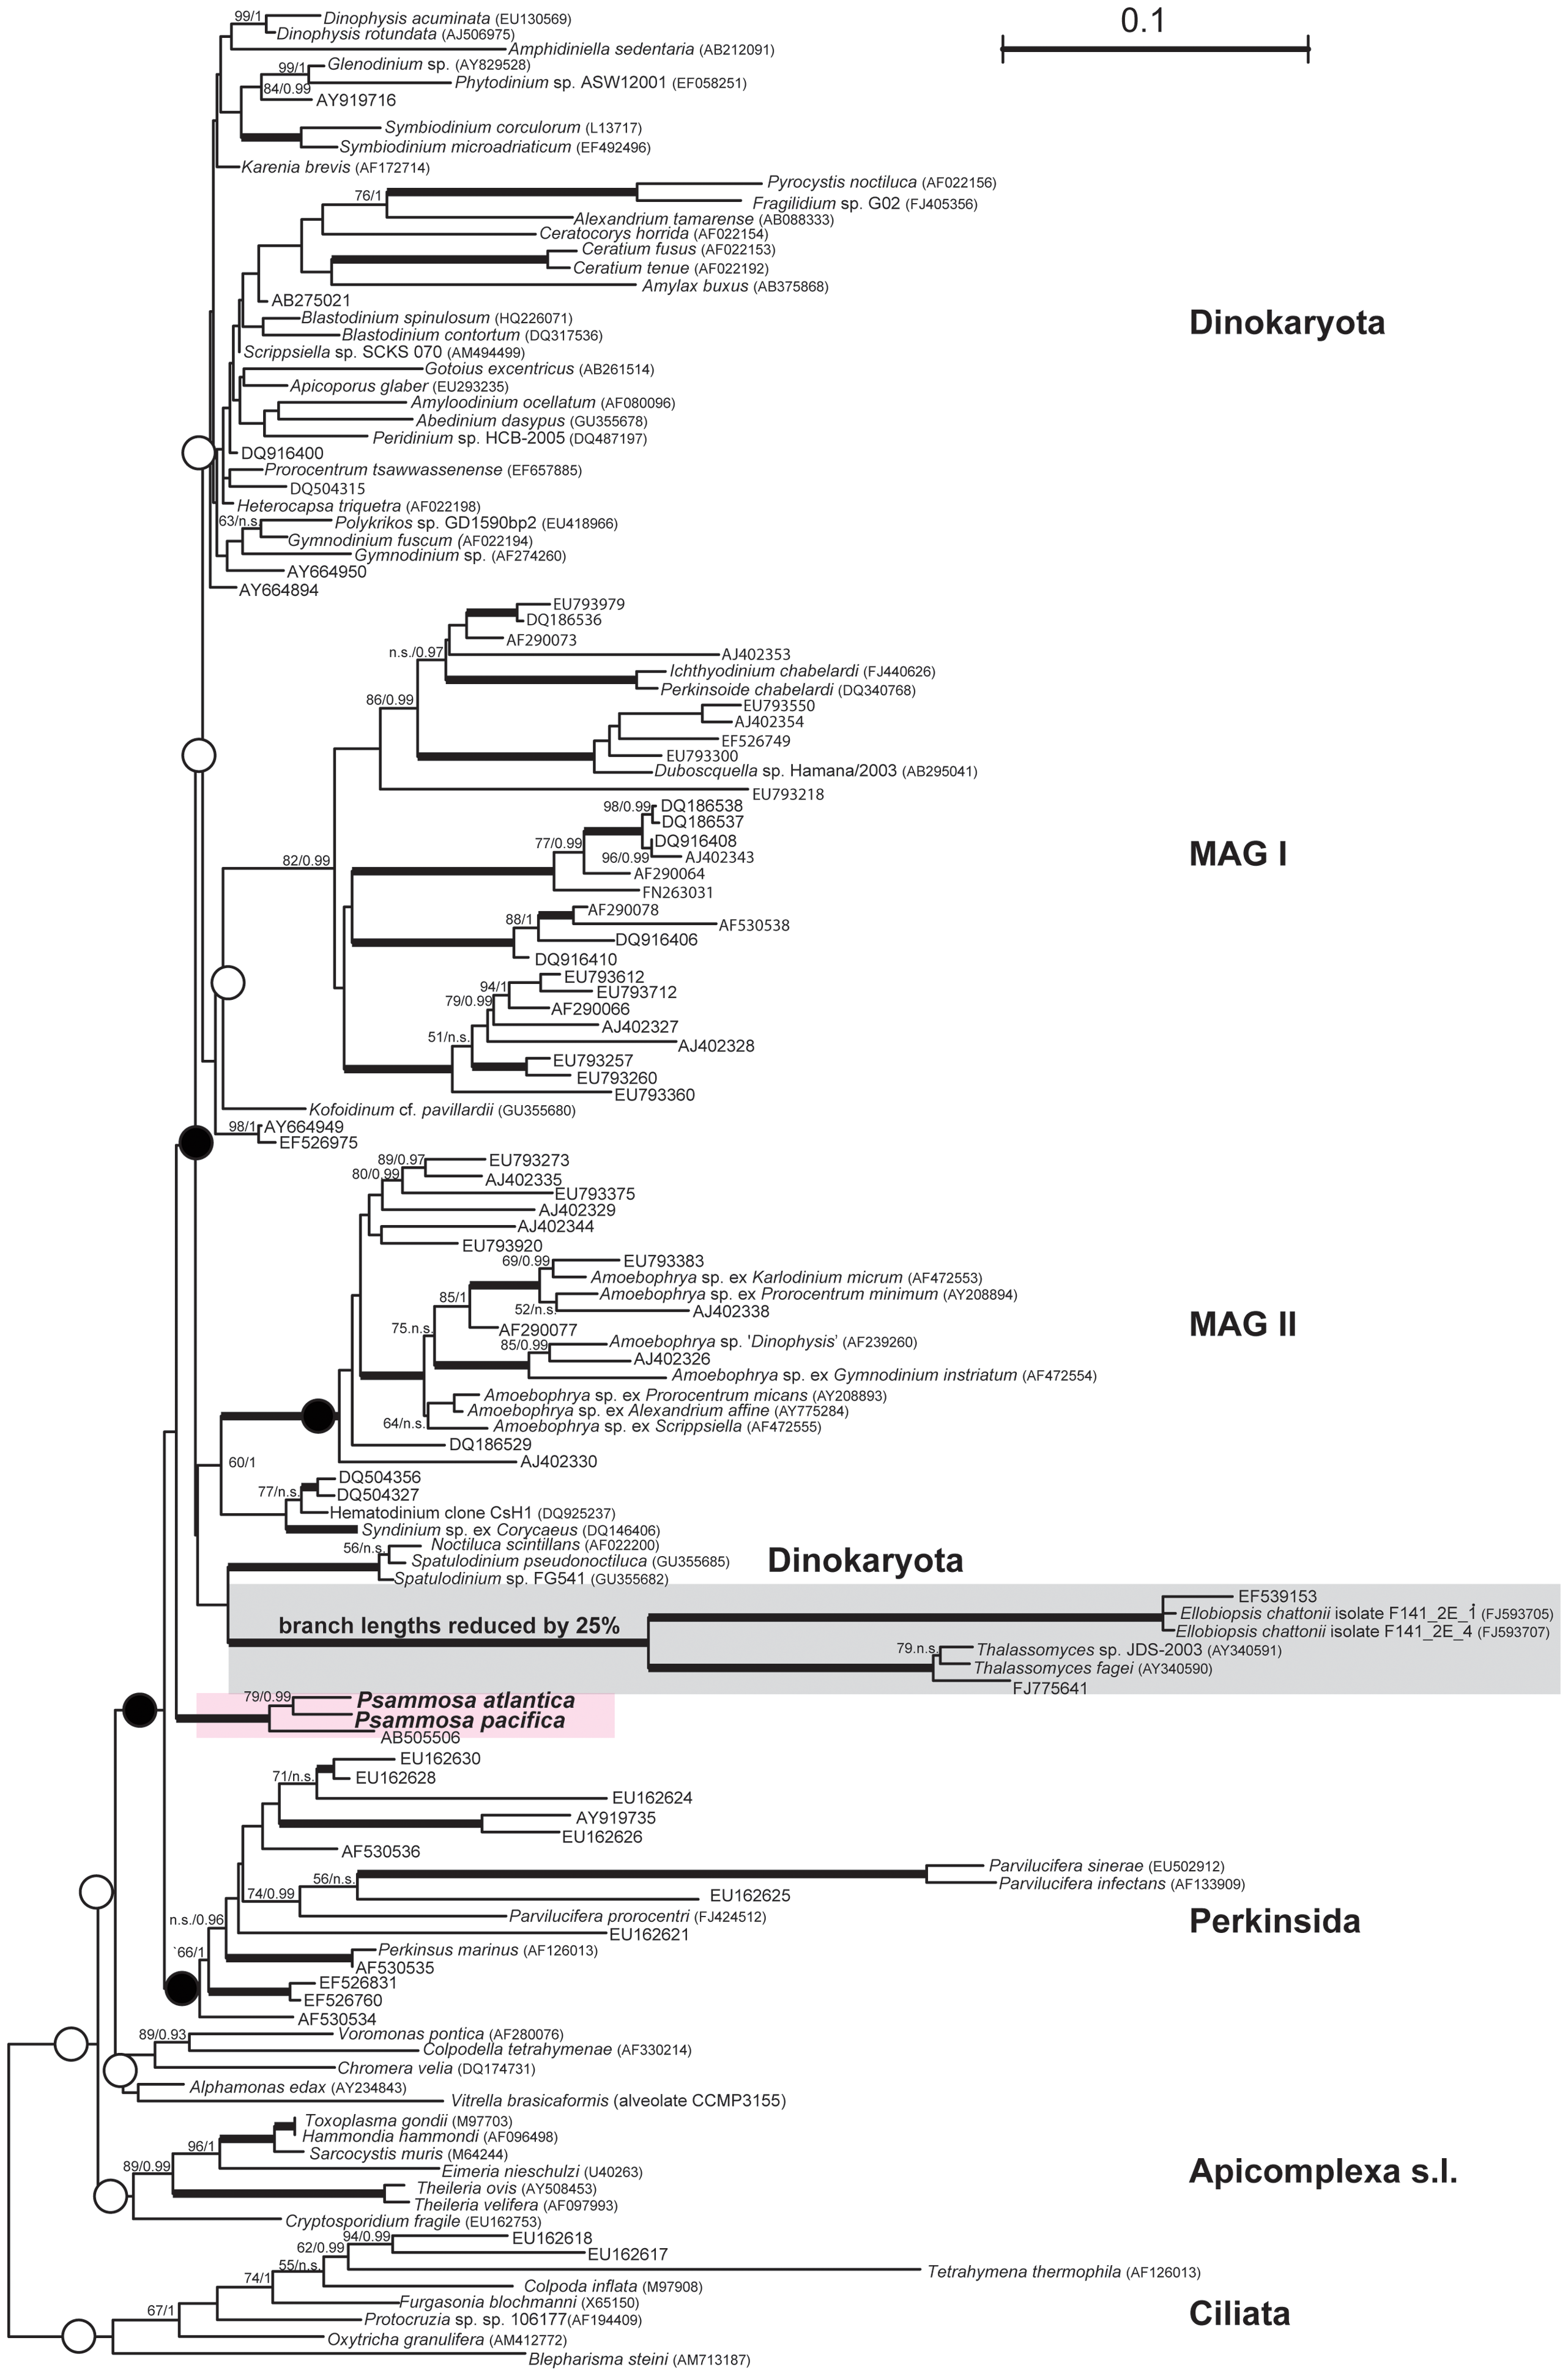 99/1
Dinophysis acuminata (EU130569)
0.1
Dinophysis rotundata (AJ506975)
Amphidiniella sedentaria (AB212091)
99/1
Glenodinium sp. (AY829528)
Phytodinium sp. ASW12001 (EF058251)
84/0.99
AY919716
Symbiodinium corculorum (L13717)
Symbiodinium microadriaticum (EF492496)
Karenia brevis (AF172714)
Pyrocystis noctiluca (AF022156)
76/1
Fragilidium sp. G02 (FJ405356)
Alexandrium tamarense (AB088333)
Ceratocorys horrida (AF022154)
Ceratium fusus (AF022153)
Ceratium tenue (AF022192)
Amylax buxus (AB375868)
AB275021
Blastodinium spinulosum (HQ226071)
Dinokaryota
Blastodinium contortum (DQ317536)
Scrippsiella sp. SCKS 070 (AM494499)
Gotoius excentricus (AB261514)
Apicoporus glaber (EU293235)
Amyloodinium ocellatum (AF080096)
Abedinium dasypus (GU355678)
Peridinium sp. HCB-2005 (DQ487197)
DQ916400
Prorocentrum tsawwassenense (EF657885)
DQ504315
Heterocapsa triquetra (AF022198)
63/n.s.
Polykrikos sp. GD1590bp2 (EU418966)
Gymnodinium fuscum (AF022194)
Gymnodinium sp. (AF274260)
AY664950
AY664894
EU793979
DQ186536
AF290073
n.s./0.97
AJ402353
Ichthyodinium chabelardi (FJ440626)
Perkinsoide chabelardi (DQ340768)
86/0.99
EU793550
AJ402354
EF526749
EU793300
Duboscquella sp. Hamana/2003 (AB295041)
EU793218
98/0.99
DQ186538
DQ186537
77/0.99
DQ916408
MAG I
96/0.99
AJ402343
82/0.99
AF290064
FN263031
AF290078
88/1
AF530538
DQ916406
DQ916410
EU793612
94/1
EU793712
79/0.99
AF290066
AJ402327
51/n.s.
AJ402328
EU793257
EU793260
EU793360
Kofoidinum cf. pavillardii (GU355680)
98/1
AY664949
EF526975
89/0.97
EU793273
80/0.99
AJ402335
EU793375
AJ402329
AJ402344
EU793920
69/0.99
EU793383
Amoebophrya sp. ex Karlodinium micrum (AF472553)
85/1
Amoebophrya sp. ex Prorocentrum minimum (AY208894)
52/n.s.
AJ402338
75.n.s.
AF290077
MAG II
85/0.99
Amoebophrya sp. 'Dinophysis' (AF239260)
AJ402326
Amoebophrya sp. ex Gymnodinium instriatum (AF472554)
Amoebophrya sp. ex Prorocentrum micans (AY208893)
Amoebophrya sp. ex Alexandrium affine (AY775284)
64/n.s.
Amoebophrya sp. ex Scrippsiella (AF472555)
DQ186529
60/1
AJ402330
DQ504356
77/n.s.
DQ504327
Hematodinium clone CsH1 (DQ925237)
Syndinium sp. ex Corycaeus (DQ146406)
56/n.s.
Noctiluca scintillans (AF022200)
Spatulodinium pseudonoctiluca (GU355685)
Dinokaryota
Spatulodinium sp. FG541 (GU355682)
EF539153
branch lengths reduced by 25%
Ellobiopsis chattonii isolate F141_2E_1 (FJ593705)
Ellobiopsis chattonii isolate F141_2E_4 (FJ593707)
79.n.s
Thalassomyces sp. JDS-2003 (AY340591)
Thalassomyces fagei (AY340590)
FJ775641
79/0.99
Psammosa atlantica
Psammosa pacifica
AB505506
EU162630
71/n.s.
EU162628
EU162624
AY919735
EU162626
AF530536
Parvilucifera sinerae (EU502912)
56/n.s.
Parvilucifera infectans (AF133909)
74/0.99
EU162625
Parvilucifera prorocentri (FJ424512)
Perkinsida
n.s./0.96
EU162621
`66/1
Perkinsus marinus (AF126013)
AF530535
EF526831
EF526760
AF530534
89/0.93
Voromonas pontica (AF280076)
Colpodella tetrahymenae (AF330214)
Chromera velia (DQ174731)
Alphamonas edax (AY234843)
Vitrella brasicaformis (alveolate CCMP3155)
Toxoplasma gondii (M97703)
Hammondia hammondi (AF096498)
96/1
Sarcocystis muris (M64244)
89/0.99
Eimeria nieschulzi (U40263)
Apicomplexa s.l.
Theileria ovis (AY508453)
Theileria velifera (AF097993)
Cryptosporidium fragile (EU162753)
94/0.99
EU162618
62/0.99
EU162617
55/n.s.
Tetrahymena thermophila (AF126013)
74/1
Colpoda inflata (M97908)
Furgasonia blochmanni (X65150)
67/1
Protocruzia sp. sp. 106177(AF194409)
Ciliata
Oxytricha granulifera (AM412772)
Blepharisma steini (AM713187)